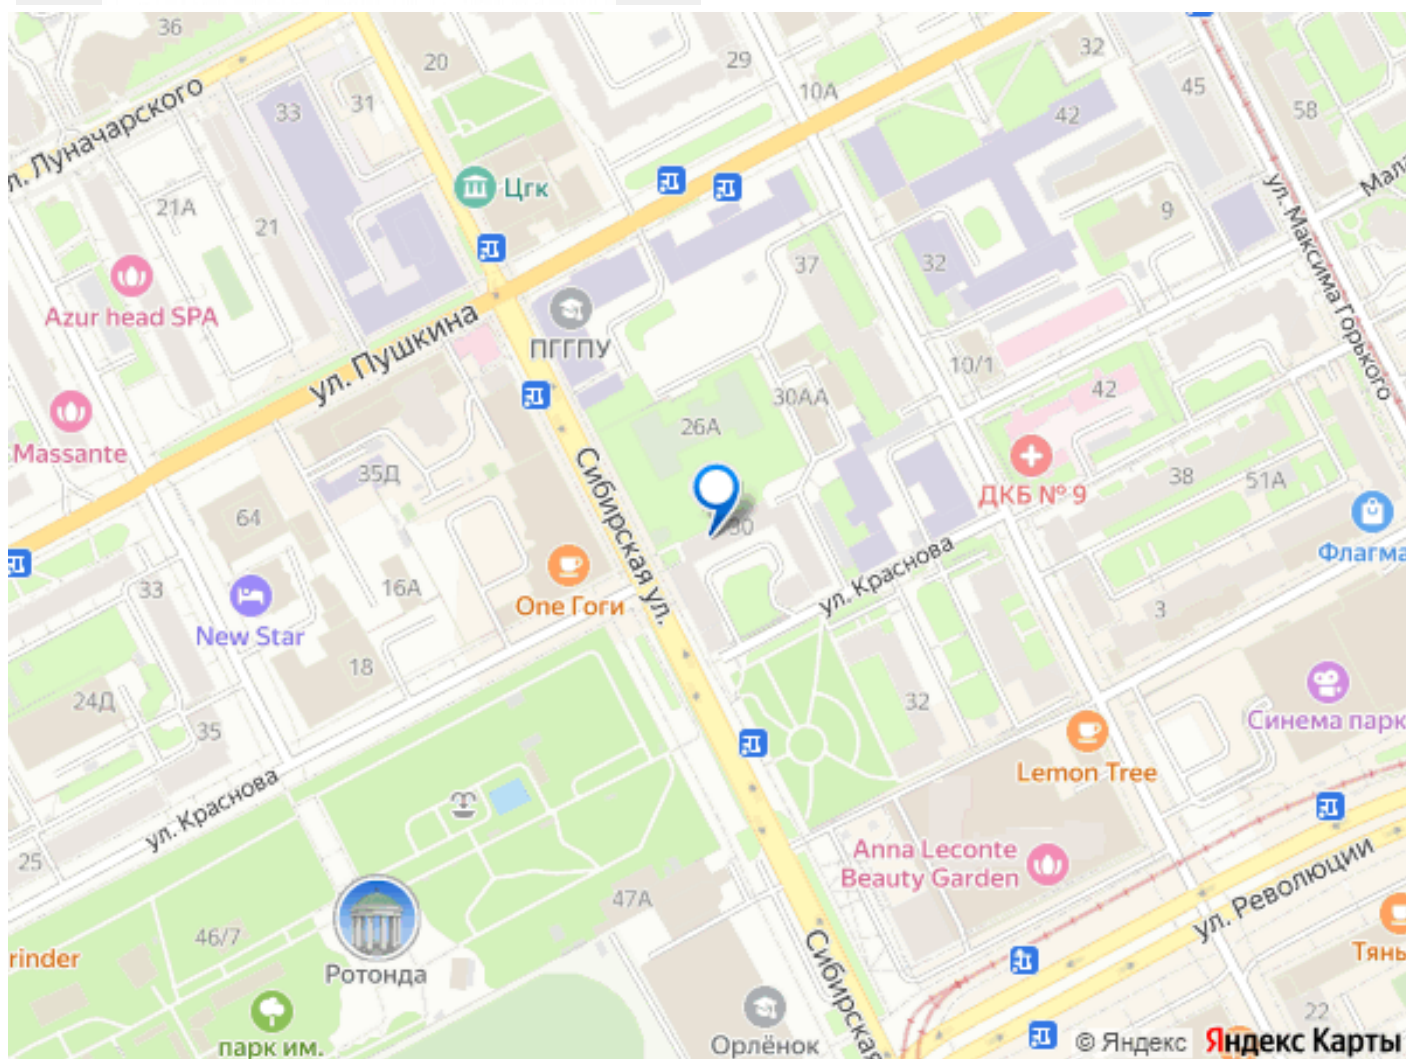 36
20
29
32
10А
45
58
33
31
42
ул. Луначарского
21А
21
Цгк
9
ул. Максима Горького
37
32
Azur head SPA
ул. Пушкина
ПГГПУ
10/1
30АА
42
26А
Massante
35Д
38
51А
ДКБ № 9
64
30
Сибирская ул.
Флагма
33
16А
One Гоги
ул. Краснова
3
New Star
18
24Д
32
35
Синема парк
Lemon Tree
ул. Краснова
25
Anna Leconte
Beauty Garden
ул. Революции
47А
46/7
rinder
Ротонда
Сибирская
Тянь
22
парк им.
Орлёнок
© Яндекс
Яндекс Карты